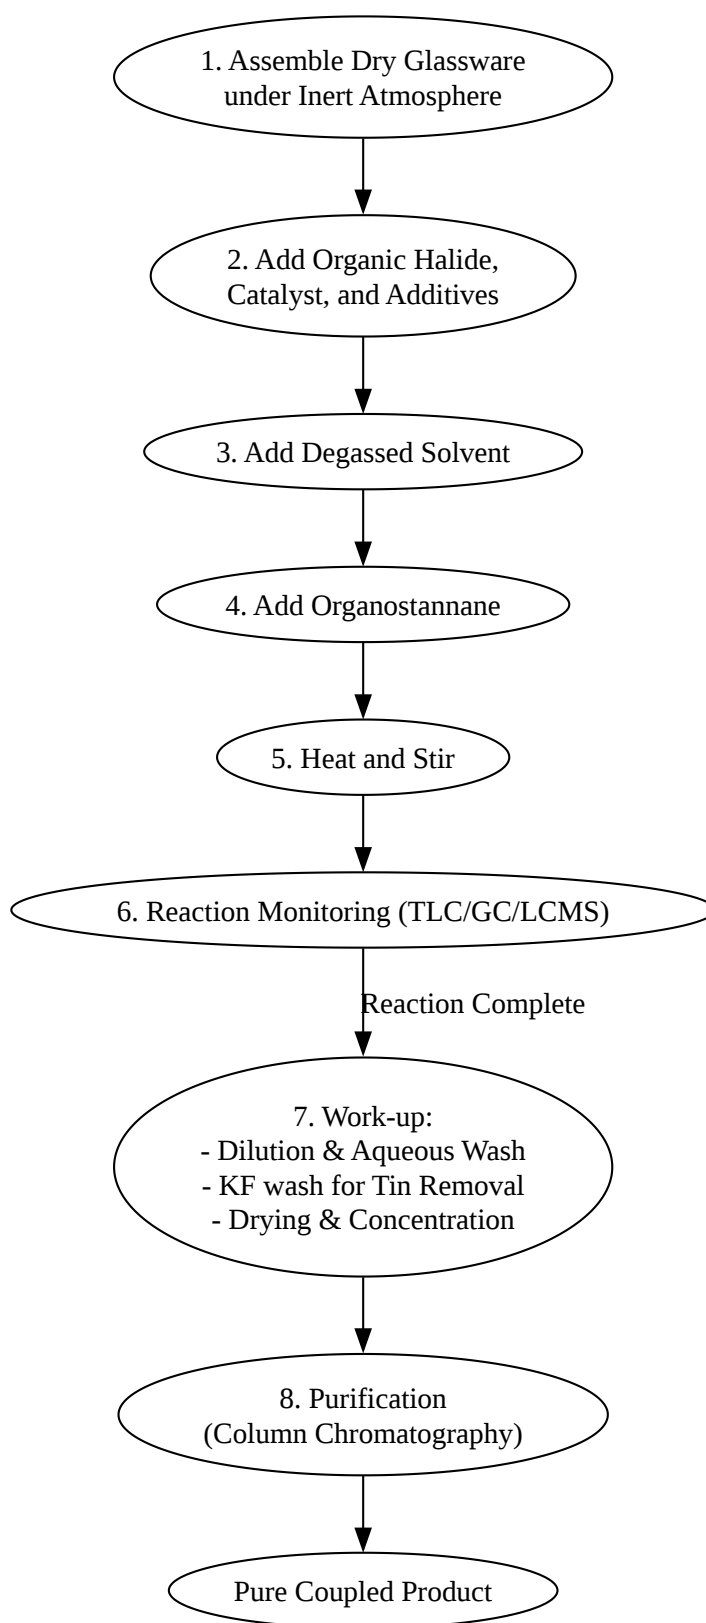 1. Assemble Dry Glassware
under Inert Atmosphere
2. Add Organic Halide,
Catalyst, and Additives
3. Add Degassed Solvent
4. Add Organostannane
5. Heat and Stir
6. Reaction Monitoring (TLC/GC/LCMS)
Reaction Complete
7. Work-up:
- Dilution & Aqueous Wash
- KF wash for Tin Removal
- Drying & Concentration
8. Purification
(Column Chromatography)
Pure Coupled Product